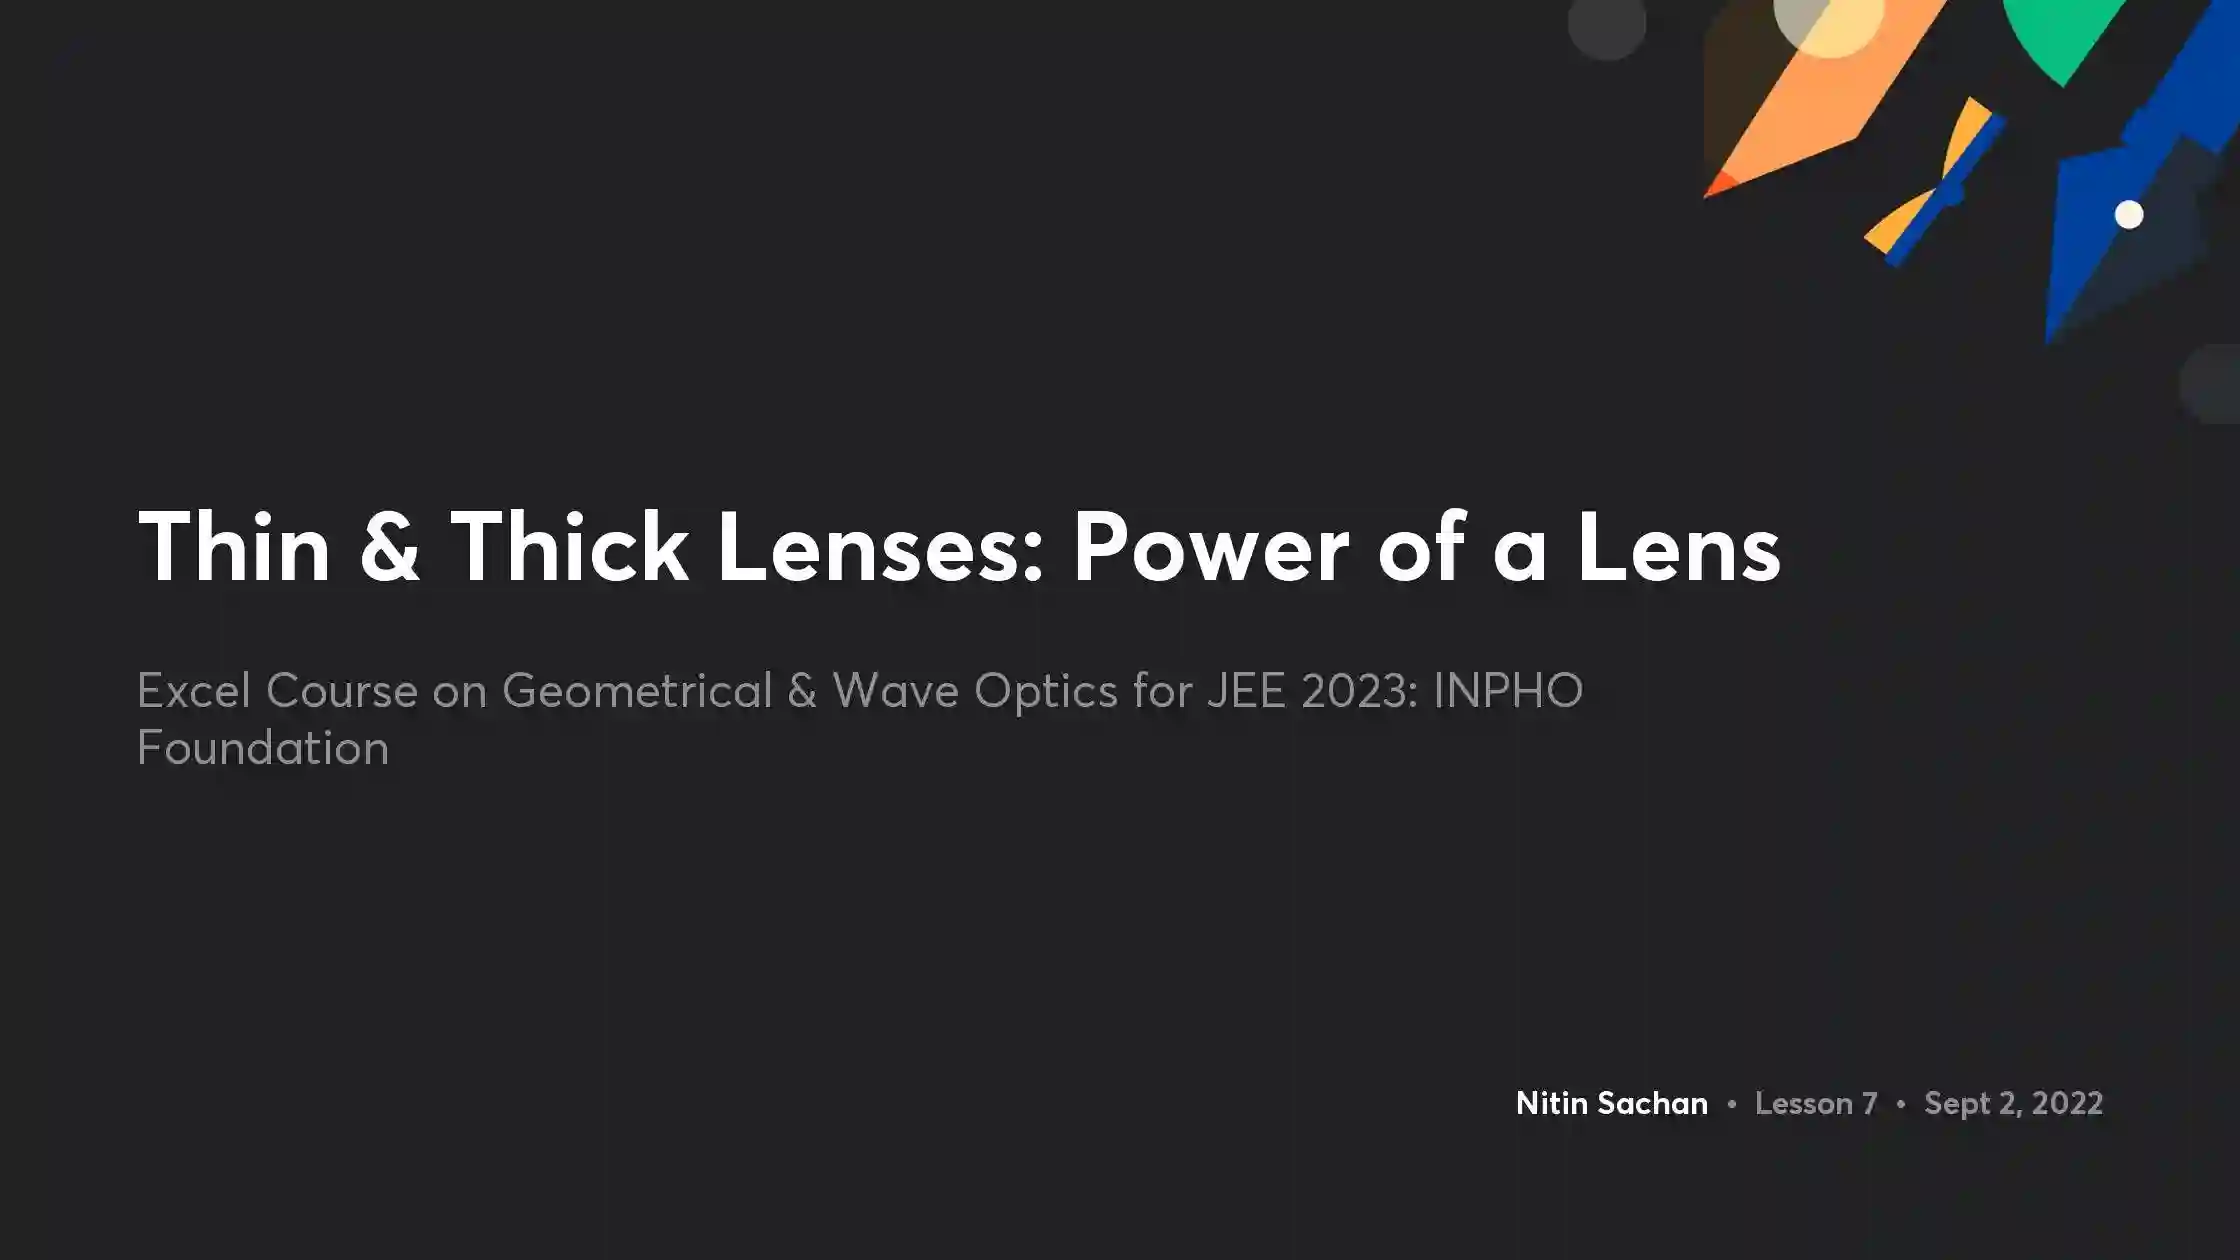 Thin & Thick Lenses: Power of a Lens
Excel Course on Geometrical & Wave Optics for JEE 2023: INPHO
Foundation
Nitin Sachan • Lesson 7 • Sept 2, 2022